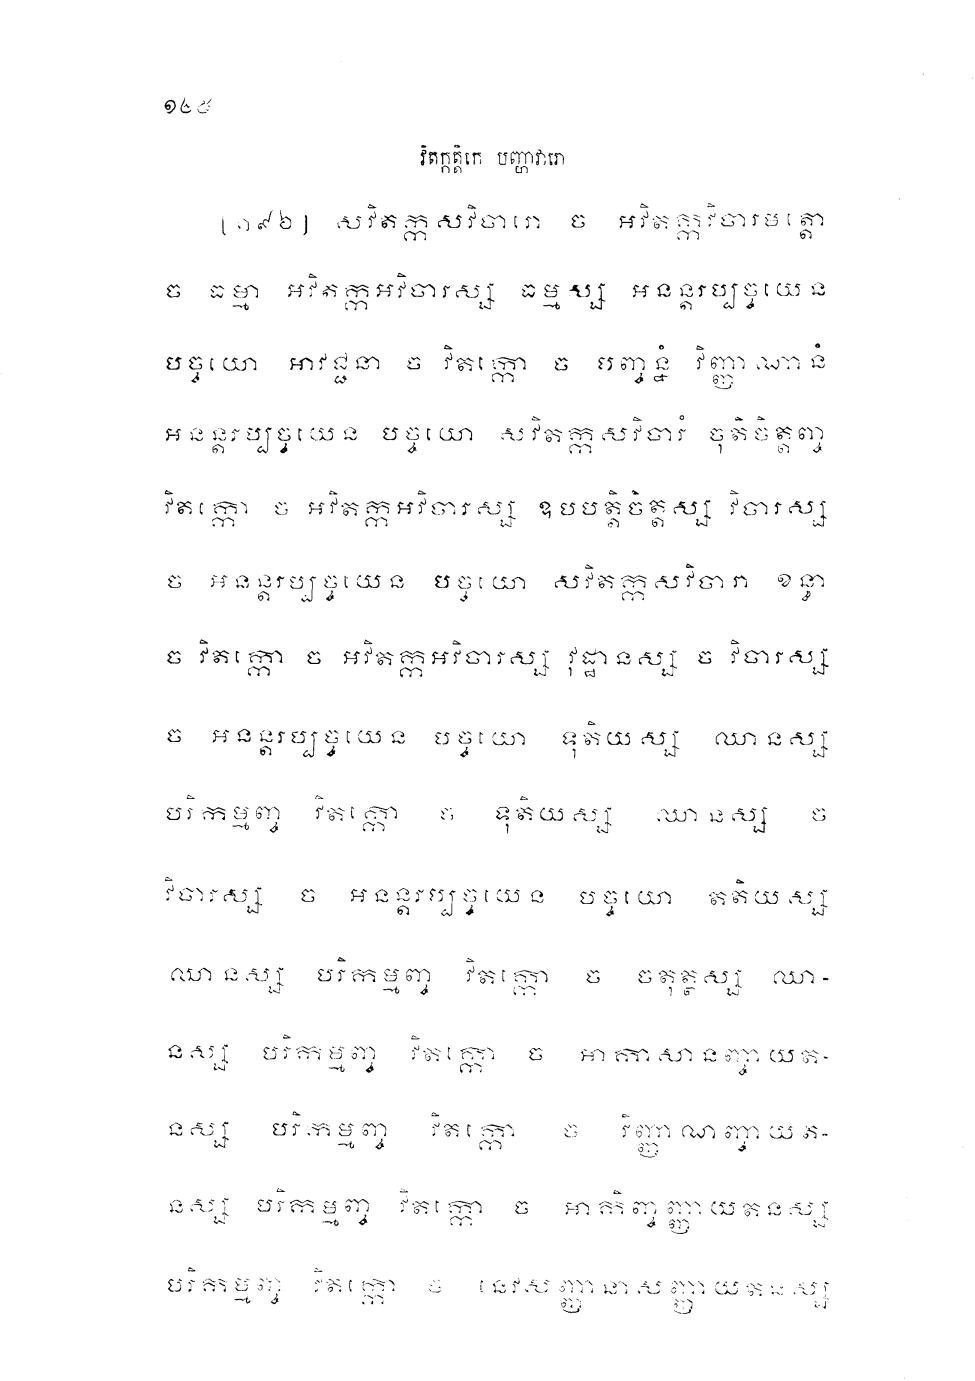 ១៤៥
វិតក្កត្តិកេ បញ្ហាវារោ
[១៩៦] សវិតក្កសវិចារោ ច អវិតក្កវិចារមត្តោ
ច ធម្មា អវិតក្កអវិចារស្ស ធម្មស្ស អនន្តរប្បច្ចយេន
បច្ចយោ អាវជ្ជនា ច វិតក្កោ ច បញ្ចន្នំ វិញ្ញាណានំ
អនន្តរប្បច្ចយេន បច្ចយោ សវិតក្កសវិចារំ ចុតិចិត្តញ្ច
វិតក្កោ ច អវិតក្កអវិចារស្ស ឧបបត្តិចិត្តស្ស វិចារស្ស
ច អនន្តរប្បច្ចយេន បច្ចយោ សវិតក្កសវិចារា ខន្ធា
ច វិតក្កោ ច អវិតក្កអវិចារស្ស វុដ្ឋានស្ស ច វិចារស្ស
ច អនន្តរប្បច្ចយេន បច្ចយោ ទុតិយស្ស ឈានស្ស
បរិកម្មញ្ច វិតក្កោ ច ទុតិយស្ស ឈានស្ស ច
វិចារស្ស ច អនន្តរប្បច្ចយេន បច្ចយោ តតិយស្ស
ឈានស្ស បរិកម្មញ្ច វិតក្កោ ច ចតុត្ថស្ស ឈា-
នស្ស បរិកម្មញ្ច វិតក្កោ ច អាកាសានញ្ចាយត-
នស្ស បរិកម្មញ្ច វិតក្កោ ច វិញ្ញាណញ្ចាយត-
នស្ស បរិកម្មញ្ច វិតក្កោ ច អាកិញ្ចញ្ញាយតនស្ស
បរិកម្មញ្ច វិតក្កោ ច នេវសញ្ញានាសញ្ញាយតនស្ស